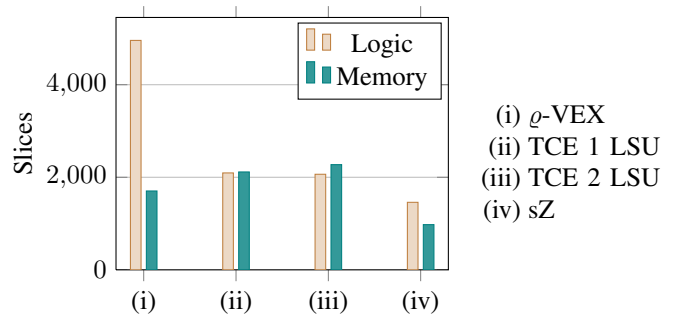 Slices
4,000
2,000
0
Logic
Memory
(i)
(ii)
(iii)
(iv)
(i) ϱ-VEX
(ii) TCE 1 LSU
(iii) TCE 2 LSU
(iv) sZ